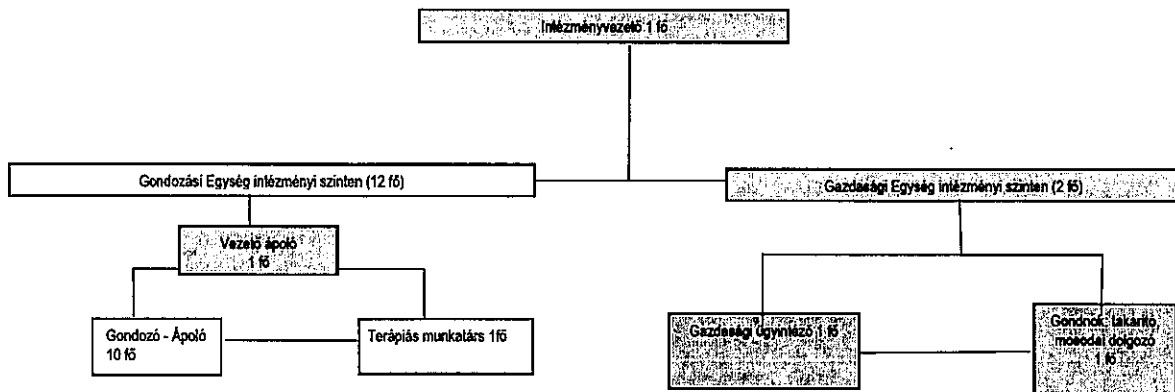 Intézményvezető 1 fő
Gondozási Egység intézményi szinten (12 fő)
Gazdasági Egység intézményi szinten (2 fő)
Vezető ápoló
1 fő
Gondozó - Ápoló
10 fő
Terápiás munkatárs 1fő
Gazdasági ügyintéző 1 fő
Gondnok, takarító,
mosodai dolgozó
1 fő